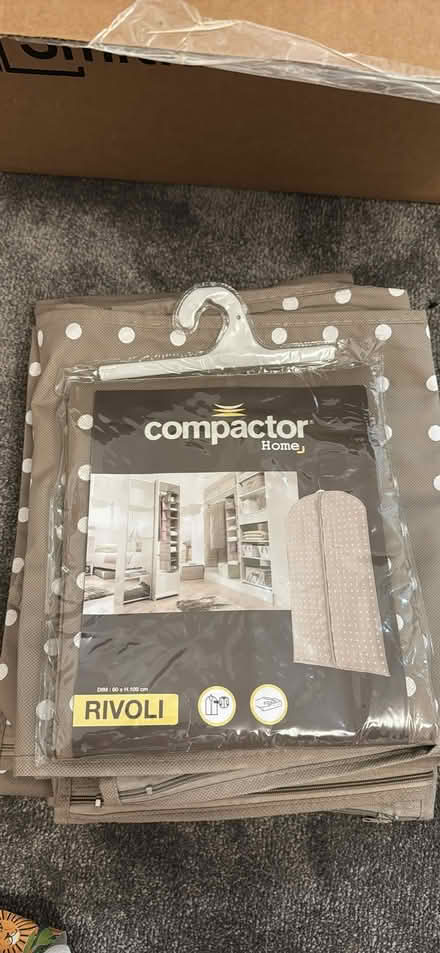 compactor
Home
DIM : 60 x H.100 cm
RIVOLI